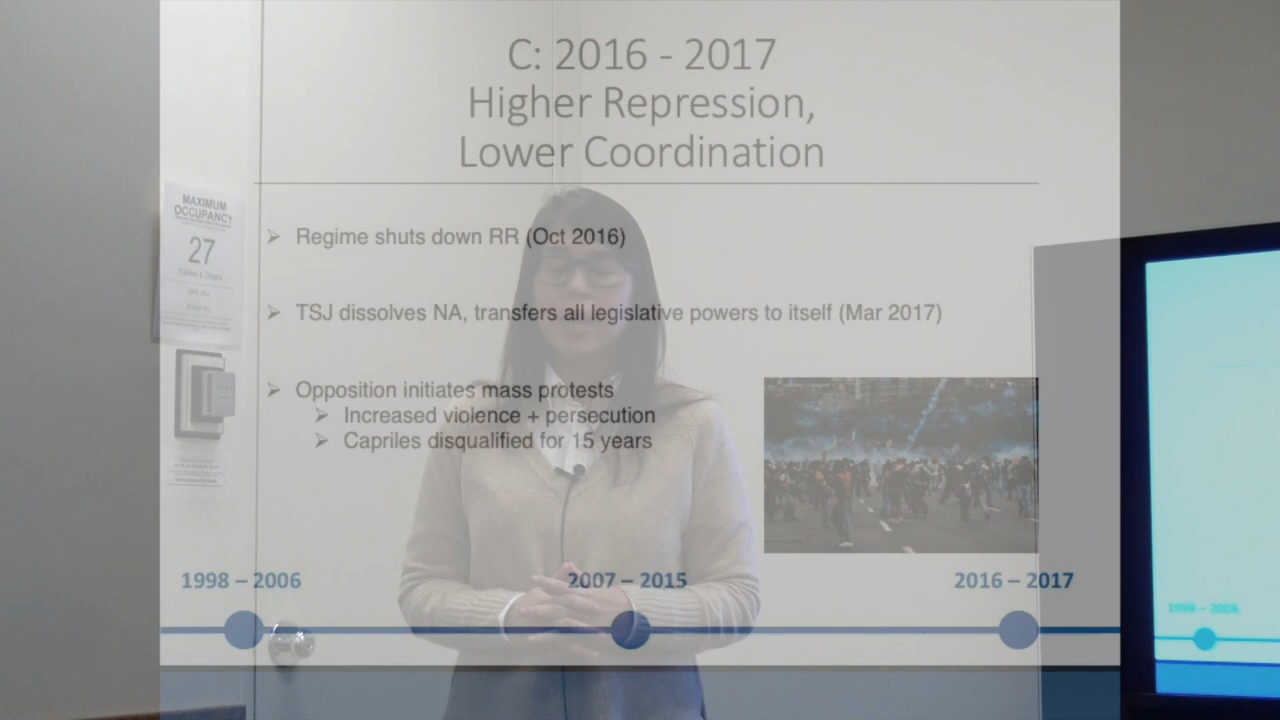 C: 2016 - 2017
Higher Repression,
Lower Coordination
MAXIMUM
OCCUPANCY
27
Tables & Chairs
➢ Regime shuts down RR (Oct 2016)
➢ TSJ dissolves NA, transfers all legislative powers to itself (Mar 2017)
➢ Opposition initiates mass protests
➢ Increased violence + persecution
➢ Capriles disqualified for 15 years
1998 – 2006
2007 – 2015
2016 – 2017
1998 – 2006